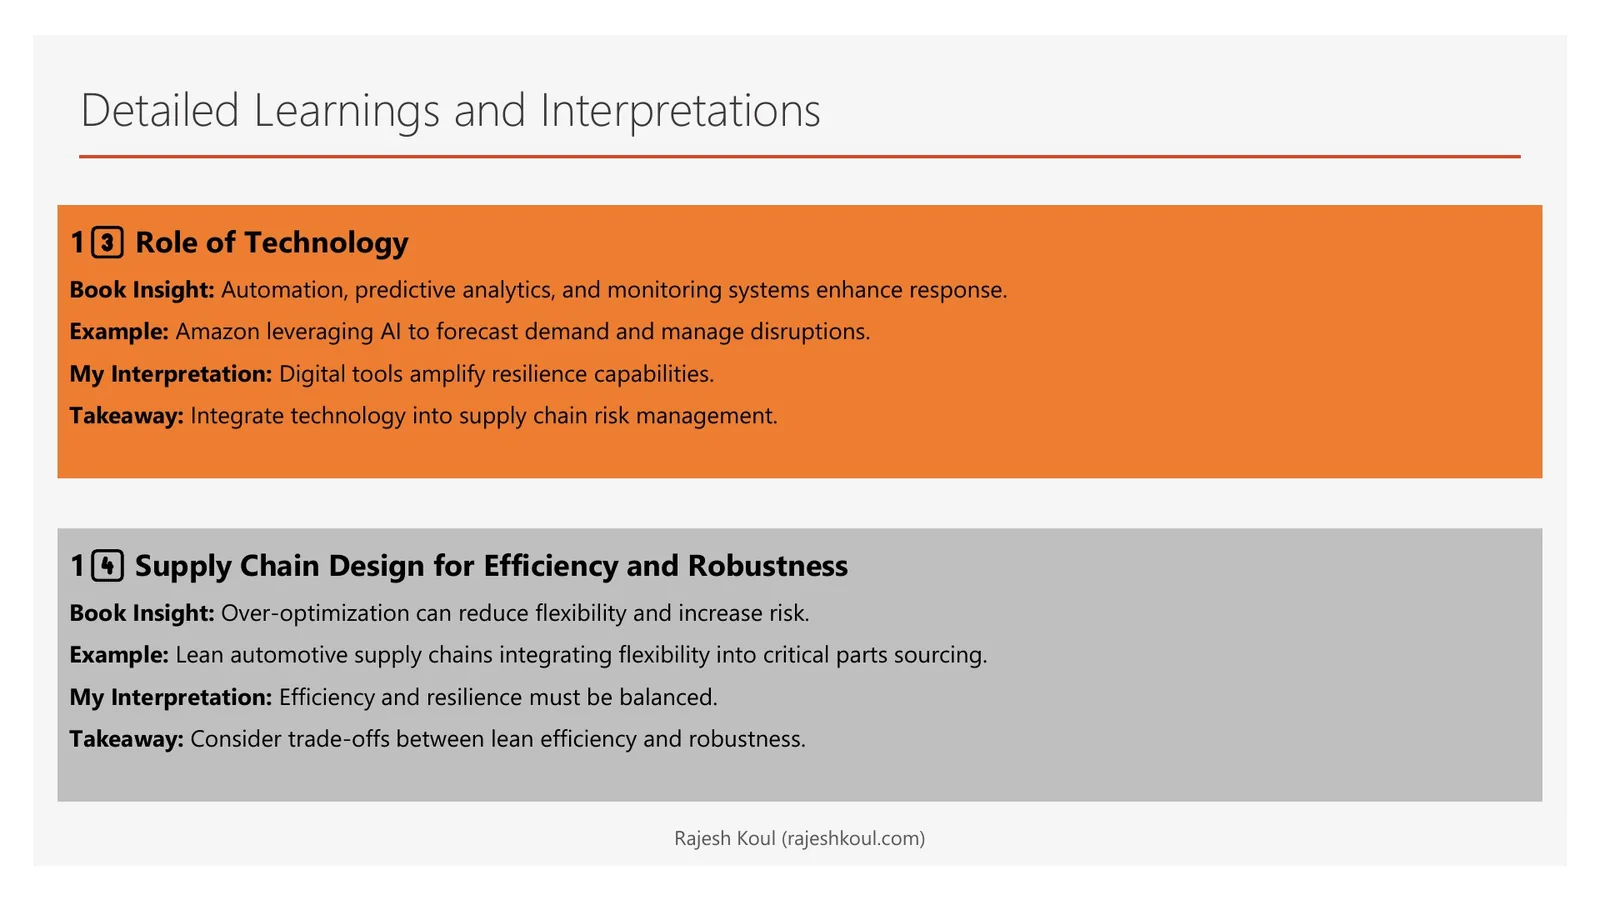 Detailed Learnings and Interpretations
13️⃣ Role of Technology
Book Insight: Automation, predictive analytics, and monitoring systems enhance response.
Example: Amazon leveraging AI to forecast demand and manage disruptions.
My Interpretation: Digital tools amplify resilience capabilities.
Takeaway: Integrate technology into supply chain risk management.
14️⃣ Supply Chain Design for Efficiency and Robustness
Book Insight: Over-optimization can reduce flexibility and increase risk.
Example: Lean automotive supply chains integrating flexibility into critical parts sourcing.
My Interpretation: Efficiency and resilience must be balanced.
Takeaway: Consider trade-offs between lean efficiency and robustness.
Rajesh Koul (rajeshkoul.com)